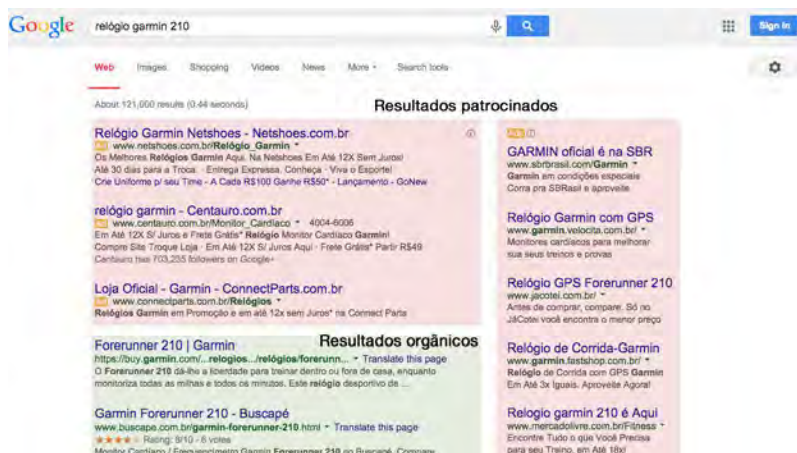 Google
relógio garmin 210
Sign in
Web Images Shopping Videos News More Search tools
About 121,000 results (0.44 seconds)
Resultados patrocinados
Relógio Garmin Netshoes - Netshoes.com.br
Ad www.netshoes.com.br/Relógio_Garmin
Os Melhores Relógios Garmin Aqui. Na Netshoes Em Até 12X Sem Juros!
Até 30 dias para a Troca. · Entrega Expressa. Conheça · Viva o Esporte!
Crie Uniforme p/ seu Time - A Cada R$100 Ganhe R$50* - Lançamento - GoNew
relógio garmin - Centauro.com.br
Ad www.centauro.com.br/Monitor_Cardíaco 4004-6006
Em Até 12X S/ Juros e Frete Grátis* Relógio Monitor Cardíaco Garmin!
Compre Site Troque Loja · Em Até 12X S/ Juros Aqui · Frete Grátis* Partir R$49
Centauro has 703,235 followers on Google+
Loja Oficial - Garmin - ConnectParts.com.br
Ad www.connectparts.com.br/Relógios
Relógios Garmin em Promoção e em até 12x sem Juros* na Connect Parts
Resultados orgânicos
Forerunner 210 | Garmin
https://buy.garmin.com/...relogios.../relógios/forerunn... Translate this page
O Forerunner 210 dá-lhe a liberdade para treinar dentro ou fora de casa, enquanto
monitoriza todas as milhas e todos os minutos. Este relógio desportivo de ...
Garmin Forerunner 210 - Buscapé
www.buscape.com.br/garmin-forerunner-210.html Translate this page
Rating: 8/10 - 6 votes
Monitor Cardíaco / Frequencímetro Garmin Forerunner 210 no Buscapé. Compare
Ads
GARMIN oficial é na SBR
www.sbrbrasil.com/Garmin
Garmin em condições especiais
Corra pra SBRasil e aproveite
Relógio Garmin com GPS
www.garmin.velocita.com.br/
Monitores cardíacos para melhorar
sua seus treinos e provas
Relógio GPS Forerunner 210
www.jacotei.com.br/
Antes de comprar, compare. Só no
JáCotei você encontra o menor preço
Relógio de Corrida-Garmin
www.garmin.fastshop.com.br/
Relógio de Corrida com GPS Garmin
Em Até 3x Iguais. Aproveite Agora!
Relogio garmin 210 é Aqui
www.mercadolivre.com.br/Fitness
Encontre Tudo o que Você Precisa
para seu Treino, em Até 18x!